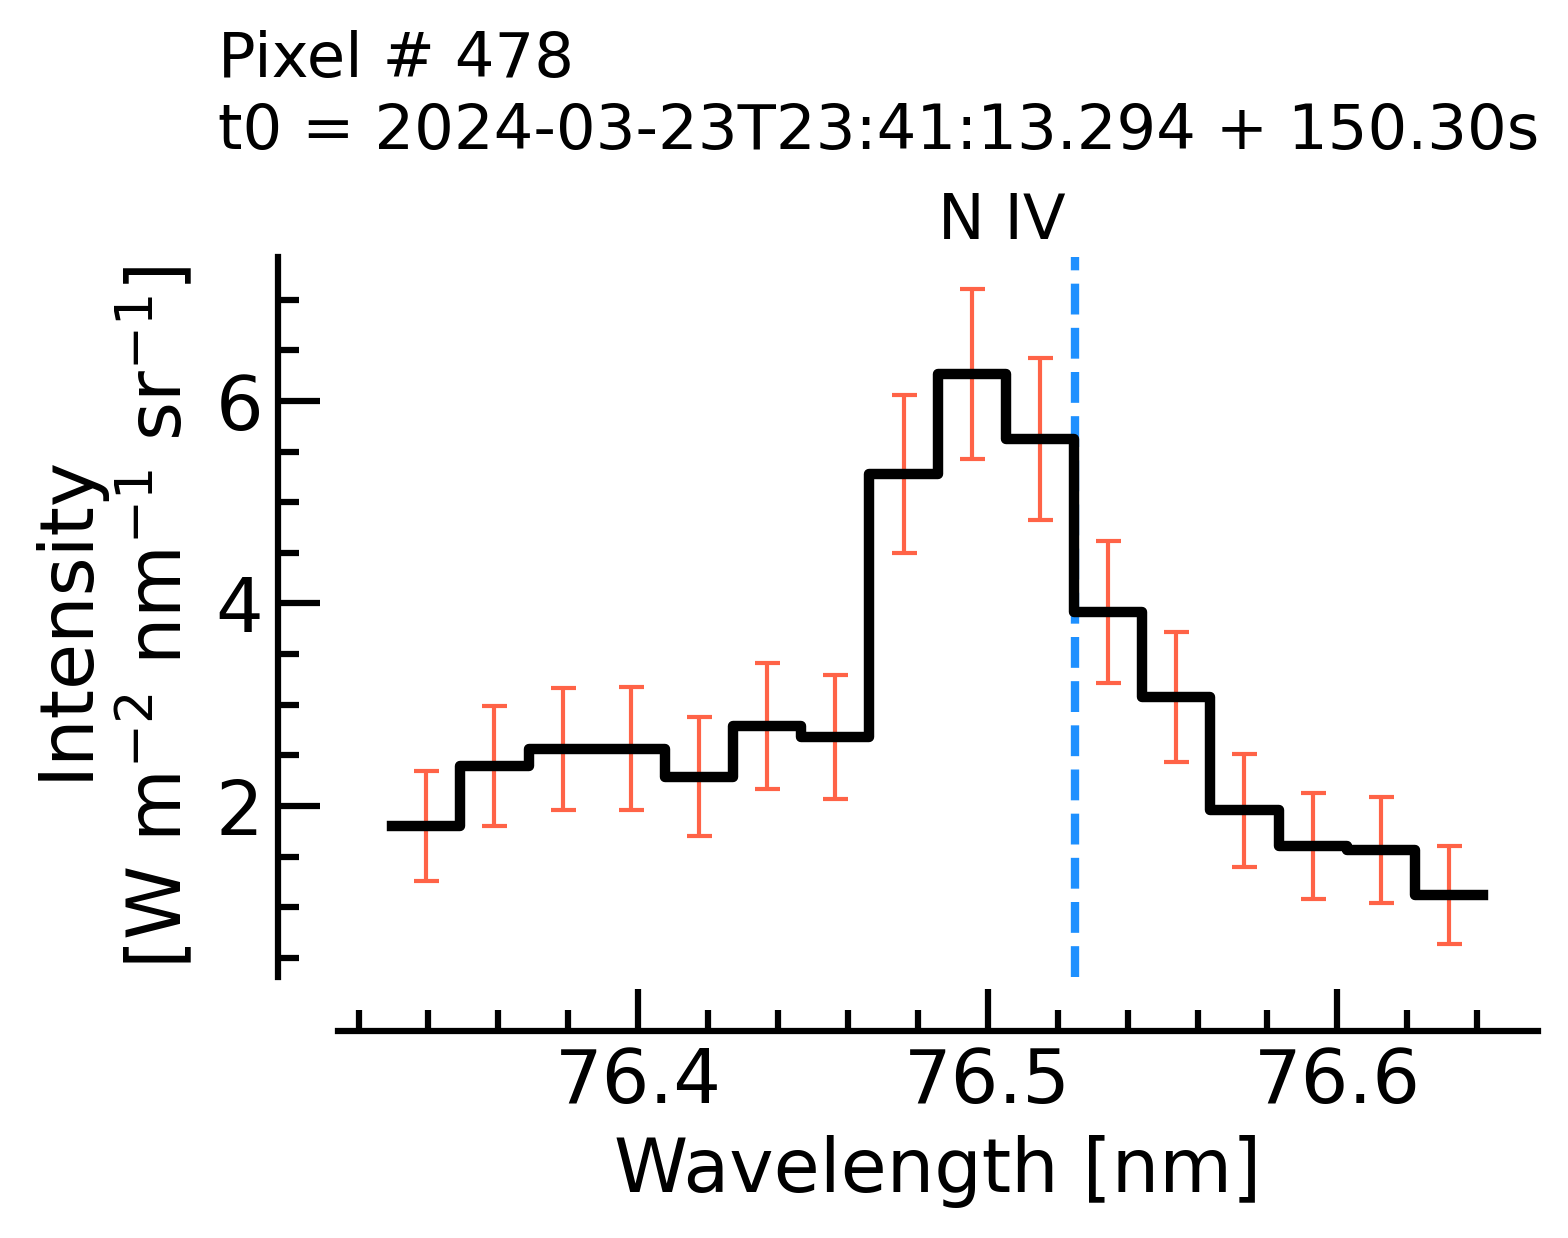 Pixel # 478
t0 = 2024-03-23T23:41:13.294 + 150.30s
N IV
Intensity
[W m⁻² nm⁻¹ sr⁻¹]
6
4
2
76.4 76.5 76.6
Wavelength [nm]